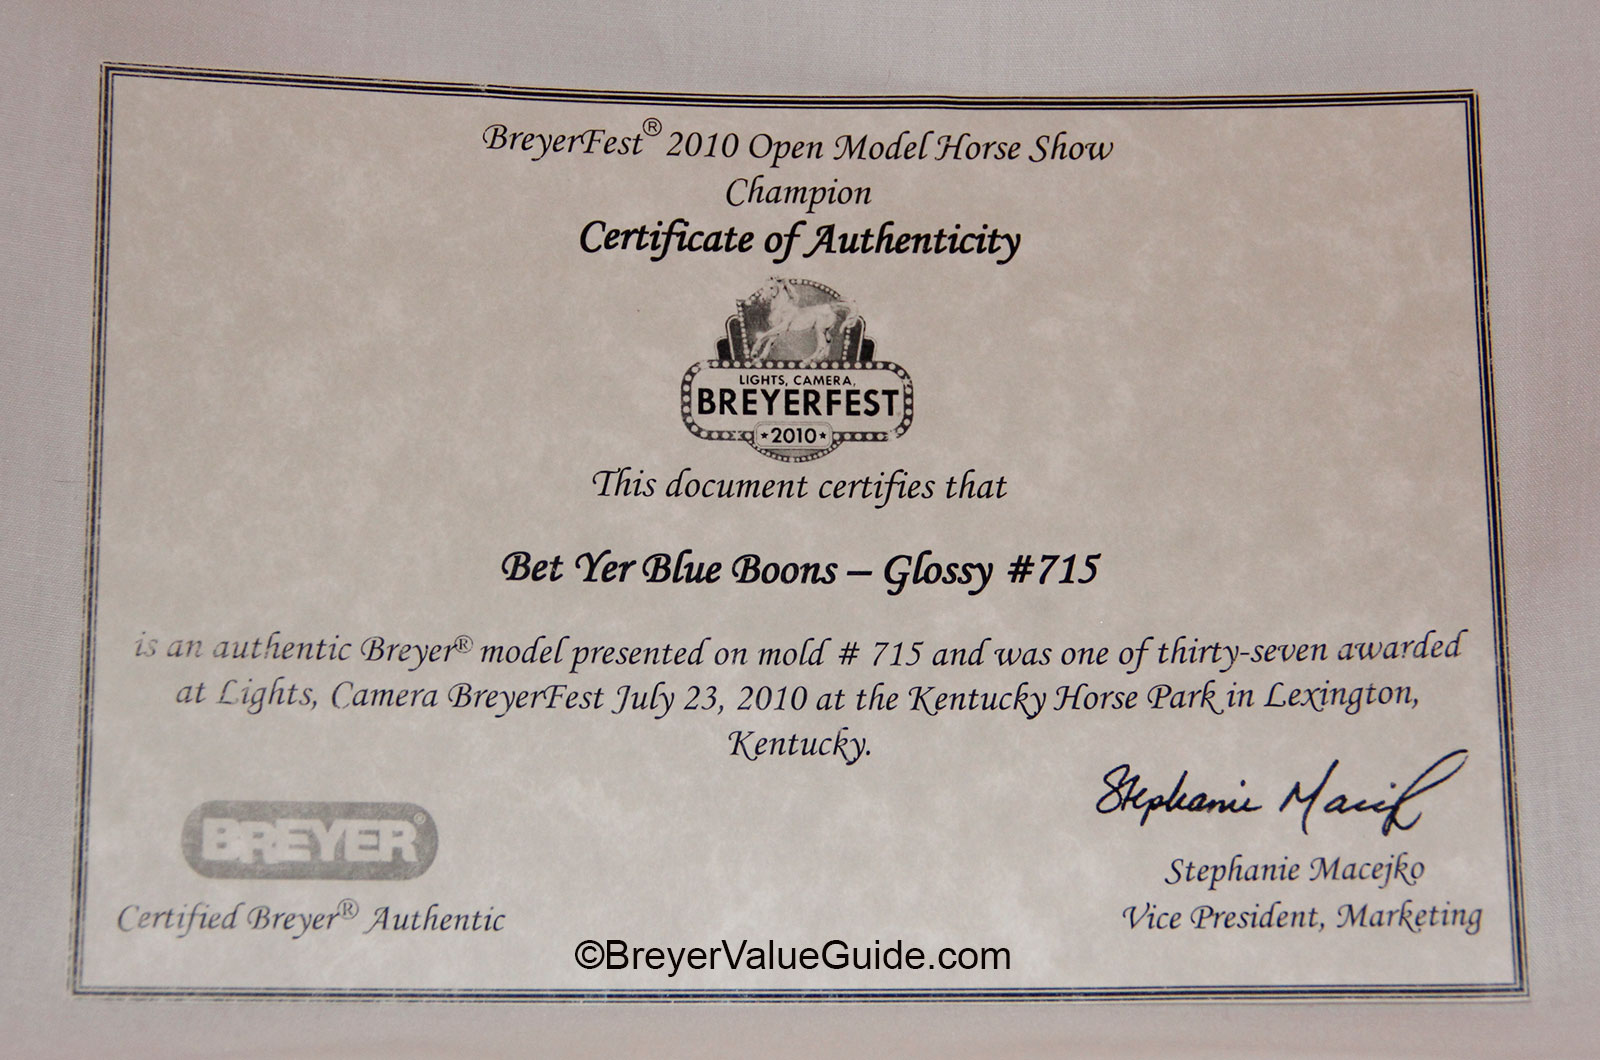 BreyerFest® 2010 Open Model Horse Show
Champion
Certificate of Authenticity
LIGHTS, CAMERA,
BREYERFEST
★2010★
This document certifies that
Bet Yer Blue Boons – Glossy #715
is an authentic Breyer® model presented on mold # 715 and was one of thirty-seven awarded
at Lights, Camera BreyerFest July 23, 2010 at the Kentucky Horse Park in Lexington,
Kentucky.
Stephanie Macejko
BREYER®
Stephanie Macejko
Certified Breyer® Authentic
Vice President, Marketing
©BreyerValueGuide.com